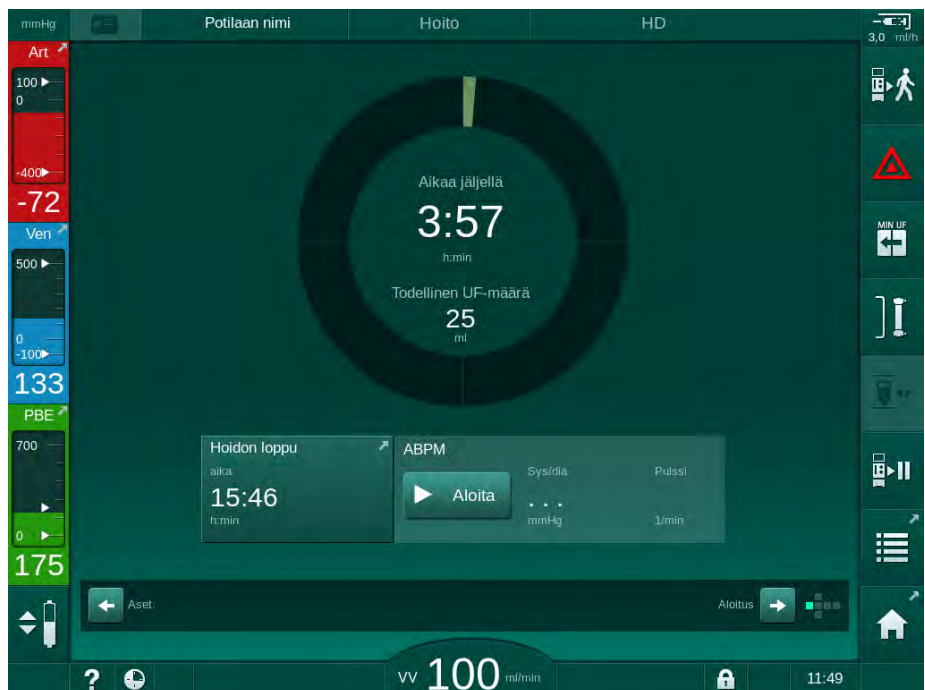 mmHg
Potilaan nimi
Hoito
HD
3,0 ml/h
Art
100
0
-400
-72
Ven
500
0
-100
133
PBE
700
0
175
Aikaa jäljellä
3:57
h:min
Todellinen UF-määrä
25
ml
Hoidon loppu
aika
15:46
h:min
ABPM
Aloita
Sys/dia
. . .
mmHg
Pulssi
1/min
MIN UF
Aset.
Aloitus
?
VV 100 ml/min
11:49